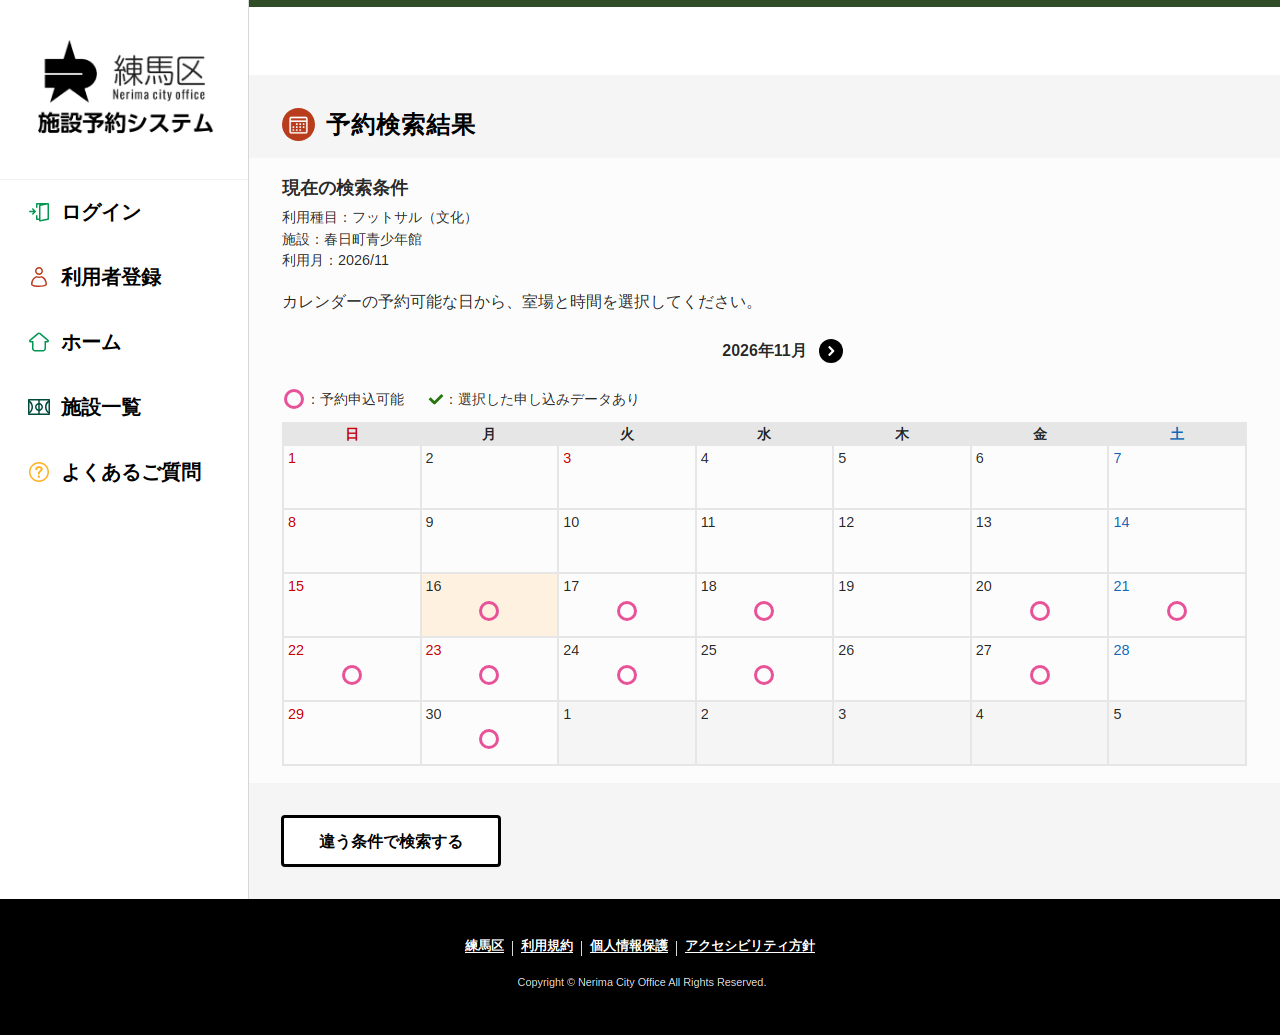 練馬区
Nerima city office
施設予約システム
ログイン
利用者登録
ホーム
施設一覧
よくあるご質問
予約検索結果
現在の検索条件
利用種目：フットサル（文化）
施設：春日町青少年館
利用月：2026/11
カレンダーの予約可能な日から、室場と時間を選択してください。
2026年11月
：予約申込可能 ：選択した申し込みデータあり
日 月 火 水 木 金 土
1 2 3 4 5 6 7
8 9 10 11 12 13 14
15 16 17 18 19 20 21
22 23 24 25 26 27 28
29 30 1 2 3 4 5
違う条件で検索する
練馬区 利用規約 個人情報保護 アクセシビリティ方針
Copyright © Nerima City Office All Rights Reserved.